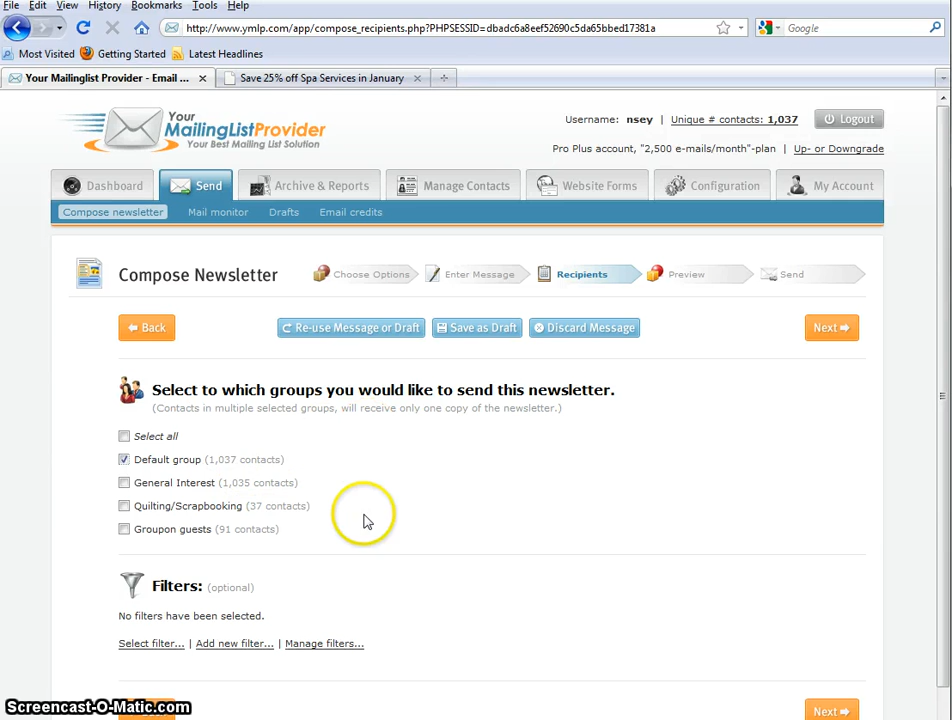 File Edit View History Bookmarks Tools Help
http://www.ymlp.com/app/compose_recipients.php?PHPSESSID=dbadc6a8eef52690c5da65bbed17381a
Google
Most Visited Getting Started Latest Headlines
Your Mailinglist Provider - Email ... Save 25% off Spa Services in January
Your
MailingListProvider
Your Best Mailing List Solution
Username: nsey Unique # contacts: 1,037 Logout
Pro Plus account, "2,500 e-mails/month"-plan | Up- or Downgrade
Dashboard Send Archive & Reports Manage Contacts Website Forms Configuration My Account
Compose newsletter Mail monitor Drafts Email credits
Compose Newsletter Choose Options Enter Message Recipients Preview Send
Back Re-use Message or Draft Save as Draft Discard Message Next
Select to which groups you would like to send this newsletter.
(Contacts in multiple selected groups, will receive only one copy of the newsletter.)
Select all
Default group (1,037 contacts)
General Interest (1,035 contacts)
Quilting/Scrapbooking (37 contacts)
Groupon guests (91 contacts)
Filters: (optional)
No filters have been selected.
Select filter... | Add new filter... | Manage filters...
Screencast-O-Matic.com Next